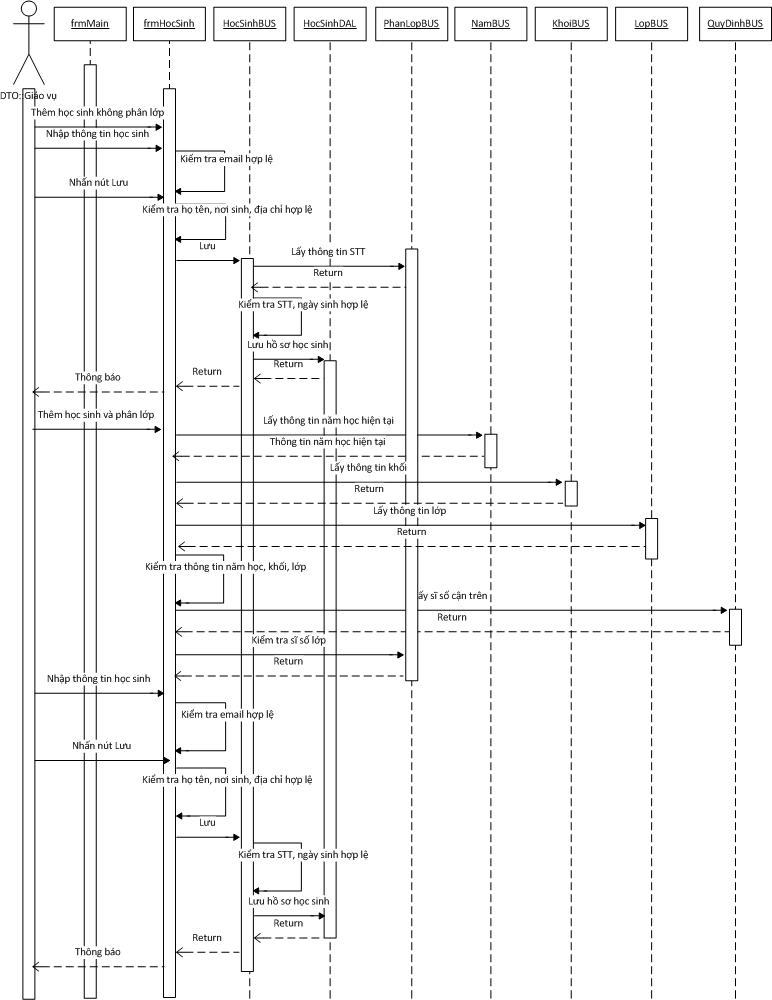 frmMain
frmHocSinh
HocSinhBUS
HocSinhDAL
PhanLopBUS
NamBUS
KhoiBUS
LopBUS
QuyDinhBUS
DTO::Giáo vụ
Thêm học sinh không phân lớp
Nhập thông tin học sinh
Kiểm tra email hợp lệ
Nhấn nút Lưu
Kiểm tra họ tên, nơi sinh, địa chỉ hợp lệ
Lưu
Lấy thông tin STT
Return
Kiểm tra STT, ngày sinh hợp lệ
Lưu hồ sơ học sinh
Return
Return
Thông báo
Thêm học sinh và phân lớp
Lấy thông tin năm học hiện tại
Thông tin năm học hiện tại
Lấy thông tin khối
Return
Lấy thông tin lớp
Return
Kiểm tra thông tin năm học, khối, lớp
ấy sĩ số cận trên
Return
Kiểm tra sĩ số lớp
Return
Nhập thông tin học sinh
Kiểm tra email hợp lệ
Nhấn nút Lưu
Kiểm tra họ tên, nơi sinh, địa chỉ hợp lệ
Lưu
Kiểm tra STT, ngày sinh hợp lệ
Lưu hồ sơ học sinh
Return
Return
Thông báo